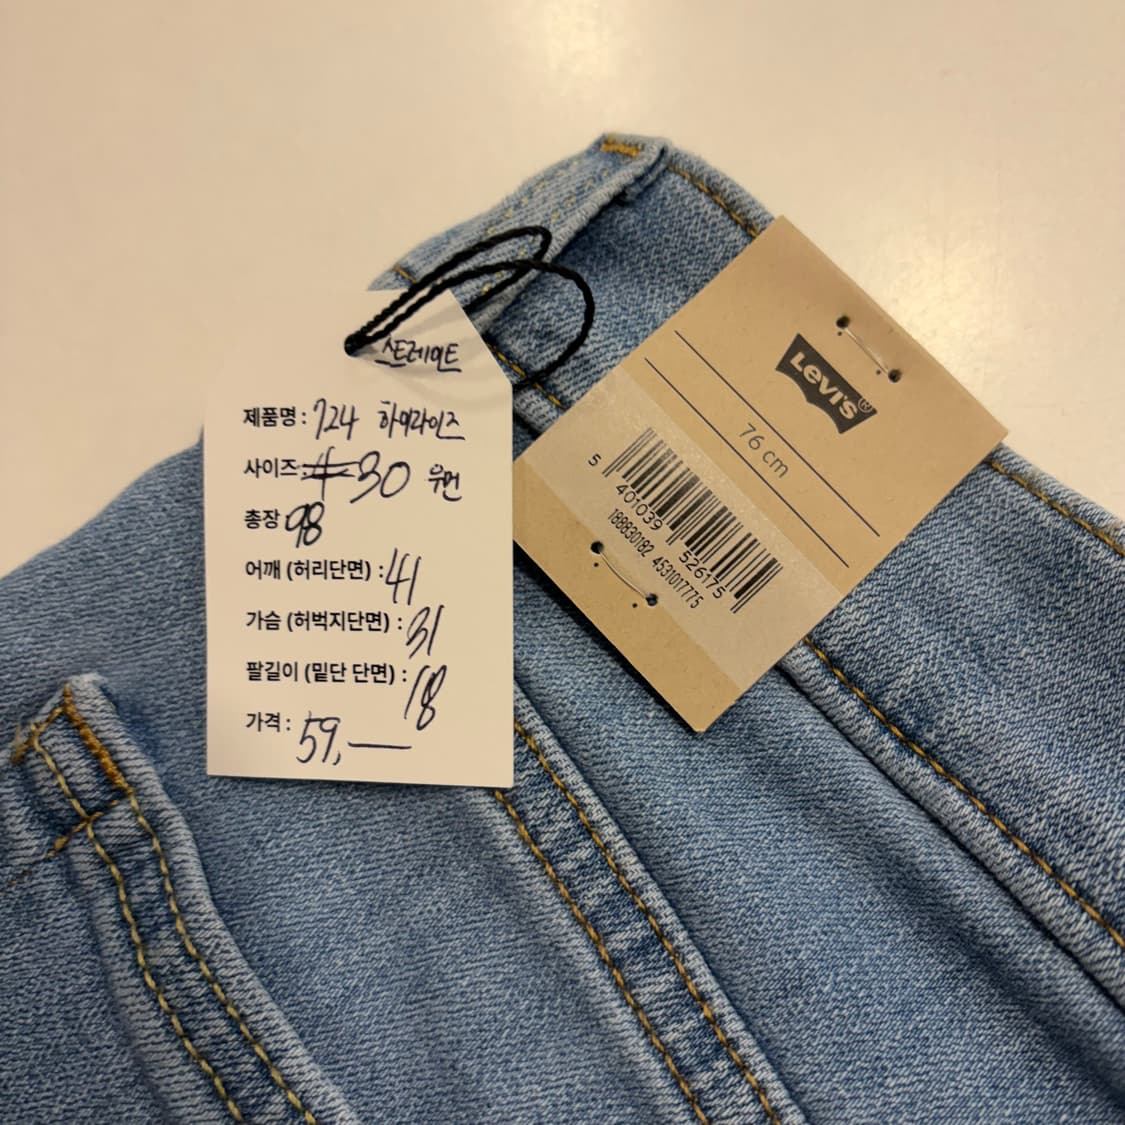 스트레이트
제품명: 724 하이라이즈
사이즈: 30 우먼
총장 98
어깨 (허리단면) : 41
가슴 (허벅지단면) : 31
팔길이 (밑단 단면) : 18
가격: 59,—
Levi's®
76 cm
5 401039 526175
188830182 4531017775